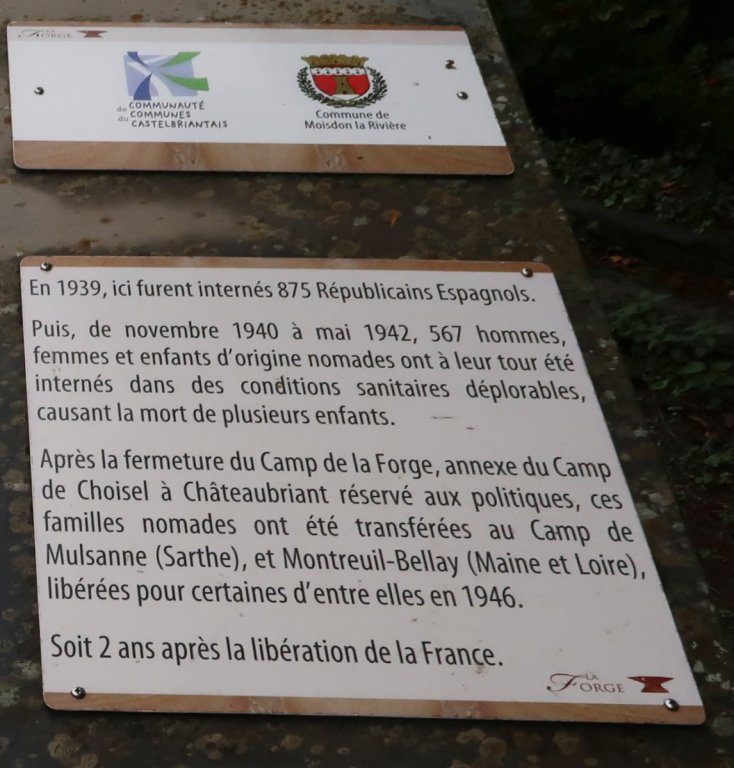 LA
FORGE
de COMMUNAUTÉ
COMMUNES
du CASTELBRIANTAIS
Commune de
Moisdon la Rivière
En 1939, ici furent internés 875 Républicains Espagnols.
Puis, de novembre 1940 à mai 1942, 567 hommes,
femmes et enfants d'origine nomades ont à leur tour été
internés dans des conditions sanitaires déplorables,
causant la mort de plusieurs enfants.
Après la fermeture du Camp de la Forge, annexe du Camp
de Choisel à Châteaubriant réservé aux politiques, ces
familles nomades ont été transférées au Camp de
Mulsanne (Sarthe), et Montreuil-Bellay (Maine et Loire),
libérées pour certaines d'entre elles en 1946.
Soit 2 ans après la libération de la France.
LA
FORGE